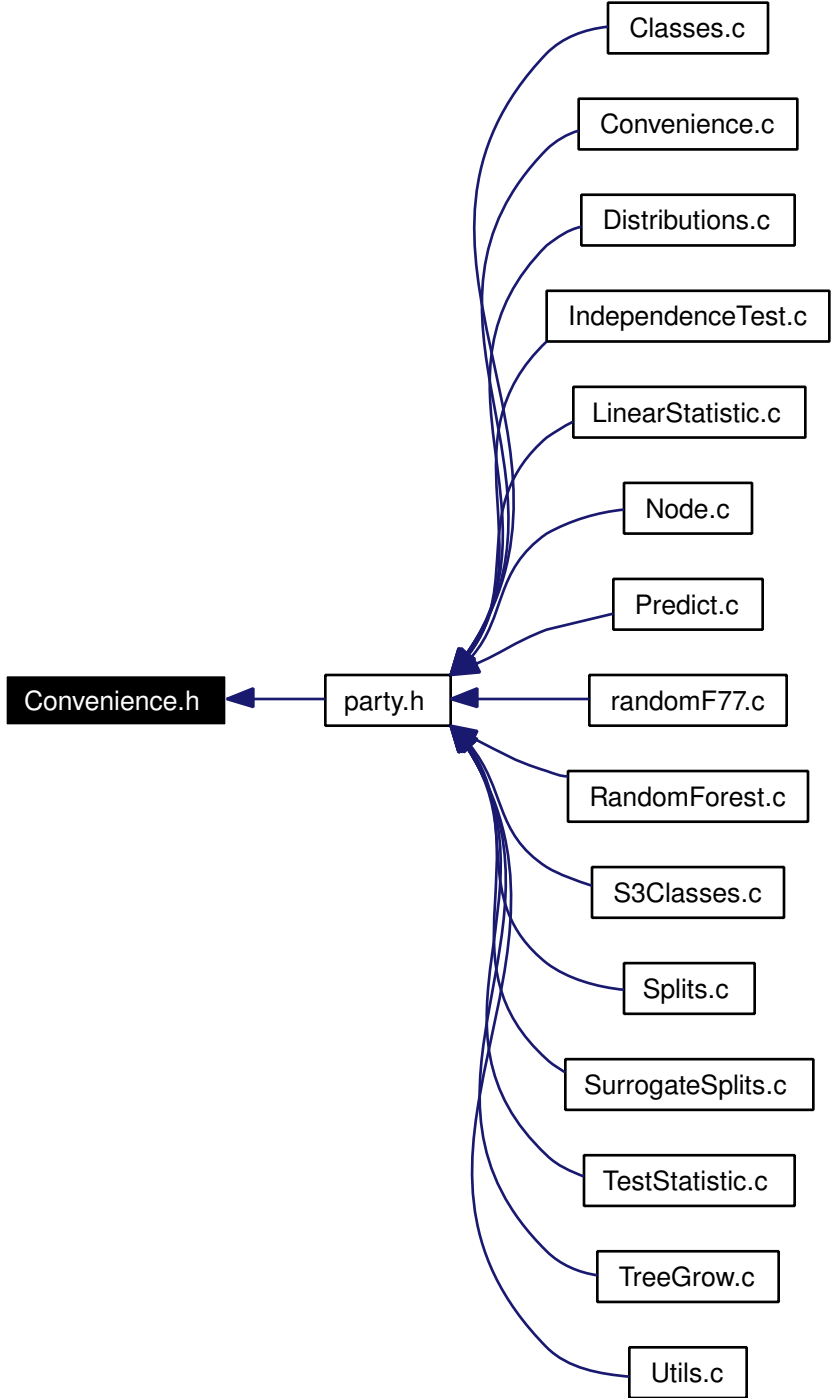 Classes.c
Convenience.c
Distributions.c
IndependenceTest.c
LinearStatistic.c
Node.c
Predict.c
Convenience.h
party.h
randomF77.c
RandomForest.c
S3Classes.c
Splits.c
SurrogateSplits.c
TestStatistic.c
TreeGrow.c
Utils.c